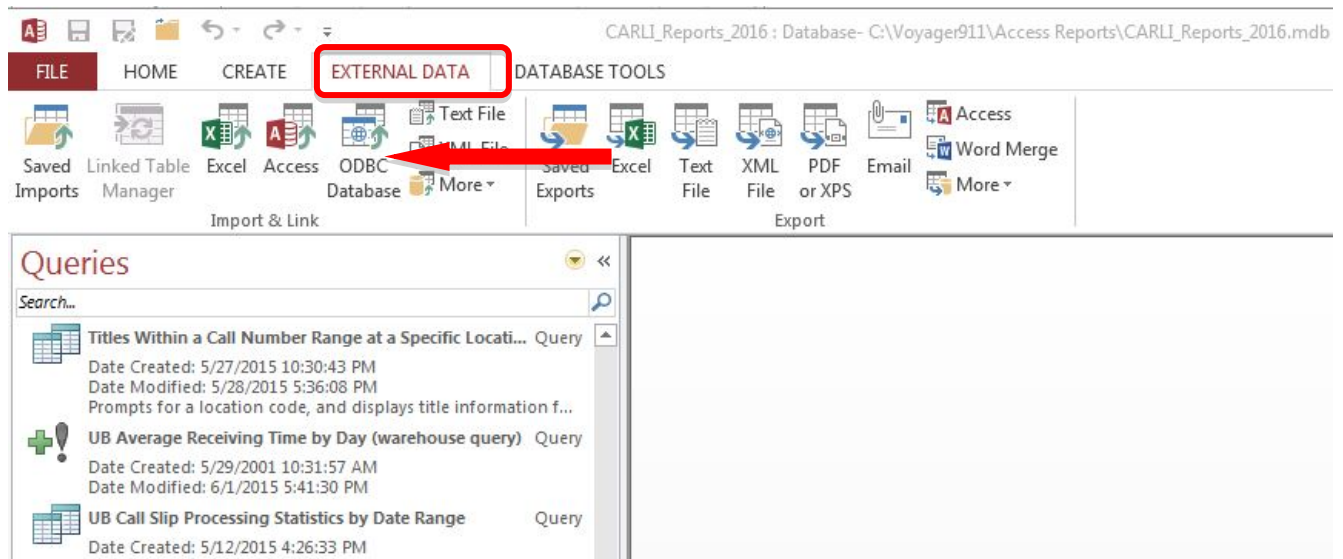 CARLI_Reports_2016 : Database- C:\Voyager911\Access Reports\CARLI_Reports_2016.mdb
FILE HOME CREATE EXTERNAL DATA DATABASE TOOLS
Saved Imports
Linked Table Manager
Excel
Access
ODBC Database
Text File
XML File
More
Import & Link
Saved Exports
Excel
Text File
XML File
PDF or XPS
Email
Access
Word Merge
More
Export
Queries
Search...
Titles Within a Call Number Range at a Specific Locati... Query
Date Created: 5/27/2015 10:30:43 PM
Date Modified: 5/28/2015 5:36:08 PM
Prompts for a location code, and displays title information f...
UB Average Receiving Time by Day (warehouse query) Query
Date Created: 5/29/2001 10:31:57 AM
Date Modified: 6/1/2015 5:41:30 PM
UB Call Slip Processing Statistics by Date Range Query
Date Created: 5/12/2015 4:26:33 PM